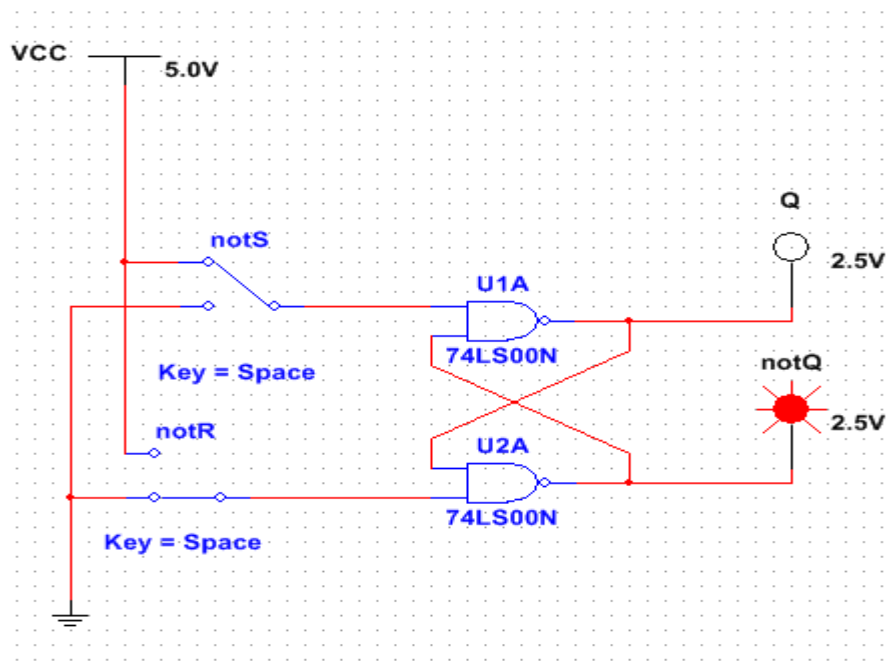 VCC
5.0V
Q
notS
2.5V
U1A
74LS00N
notQ
Key = Space
2.5V
notR
U2A
74LS00N
Key = Space